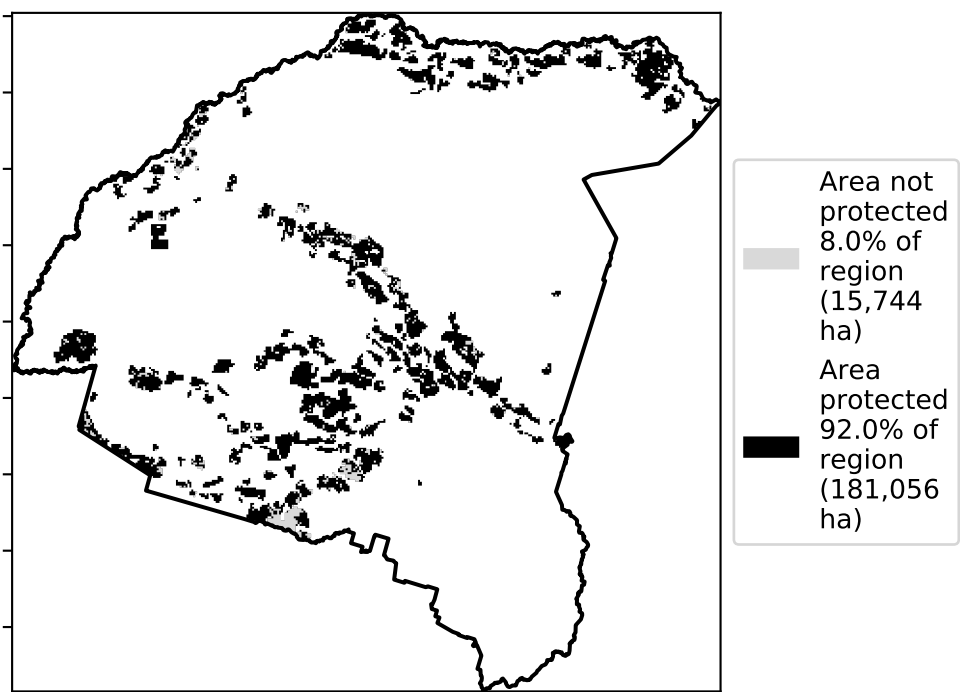 Area not
protected
8.0% of
region
(15,744
ha)
Area
protected
92.0% of
region
(181,056
ha)